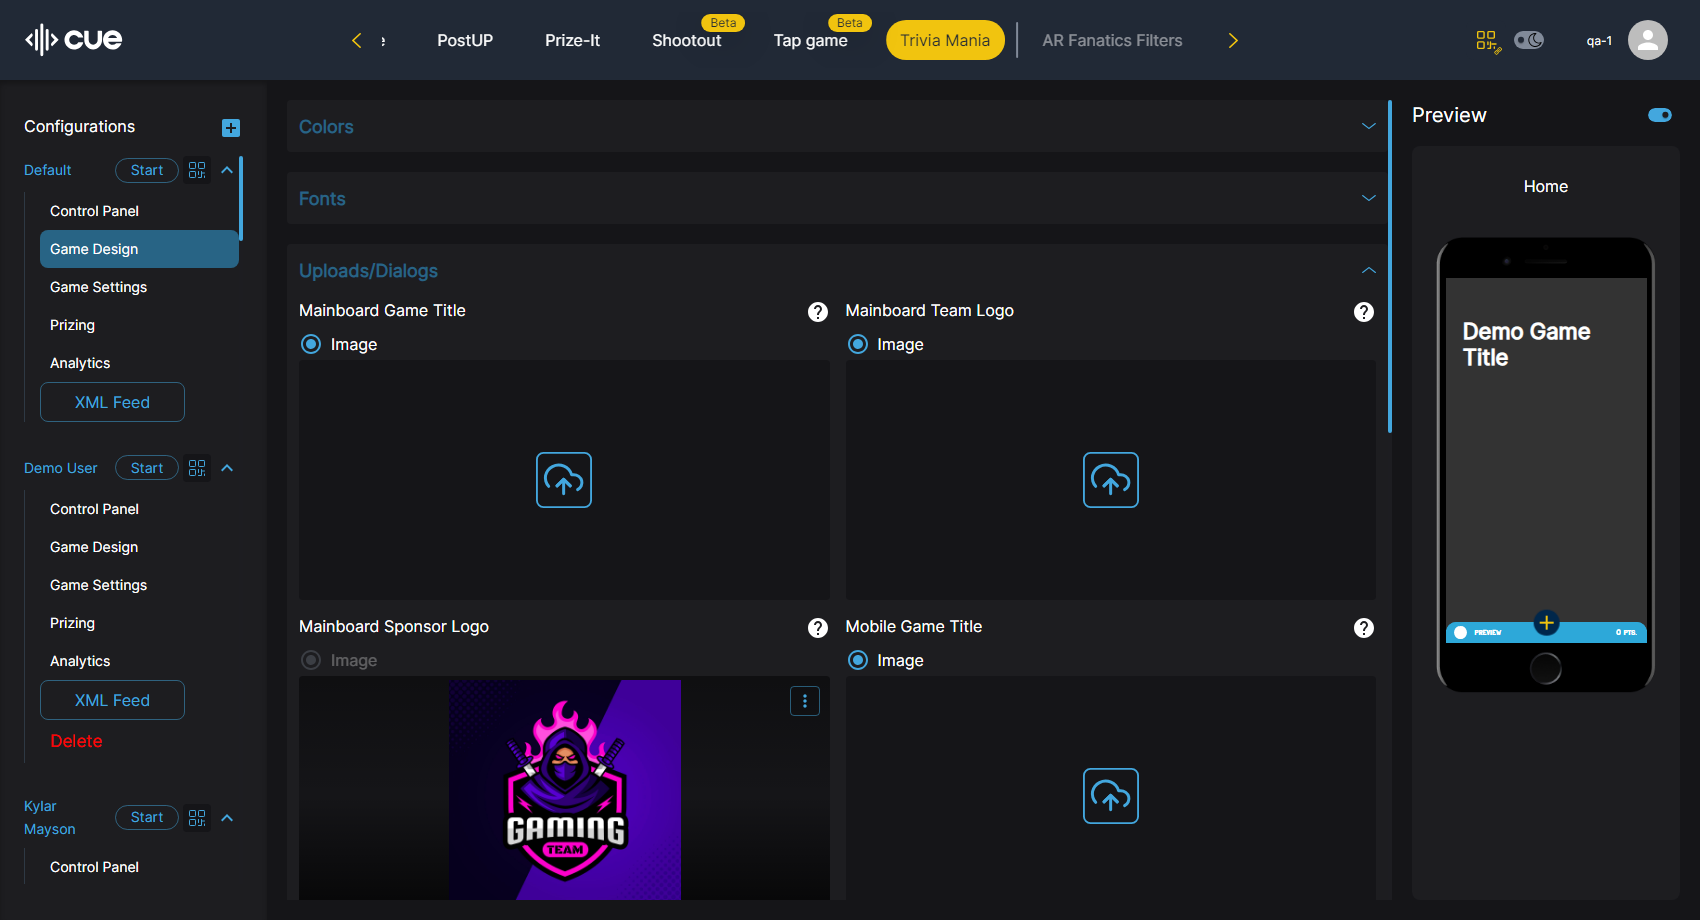 cue
PostUP
Prize-It
Beta
Shootout
Beta
Tap game
Trivia Mania
AR Fanatics Filters
qa-1
Configurations
Default
Start
Control Panel
Game Design
Game Settings
Prizing
Analytics
XML Feed
Demo User
Start
Control Panel
Game Design
Game Settings
Prizing
Analytics
XML Feed
Delete
Kylar
Mayson
Start
Control Panel
Colors
Fonts
Uploads/Dialogs
Mainboard Game Title
?
Image
Mainboard Team Logo
?
Image
Mainboard Sponsor Logo
?
Image
GAMING
TEAM
Mobile Game Title
?
Image
Preview
Home
Demo Game
Title
PREVIEW
0 PTS.